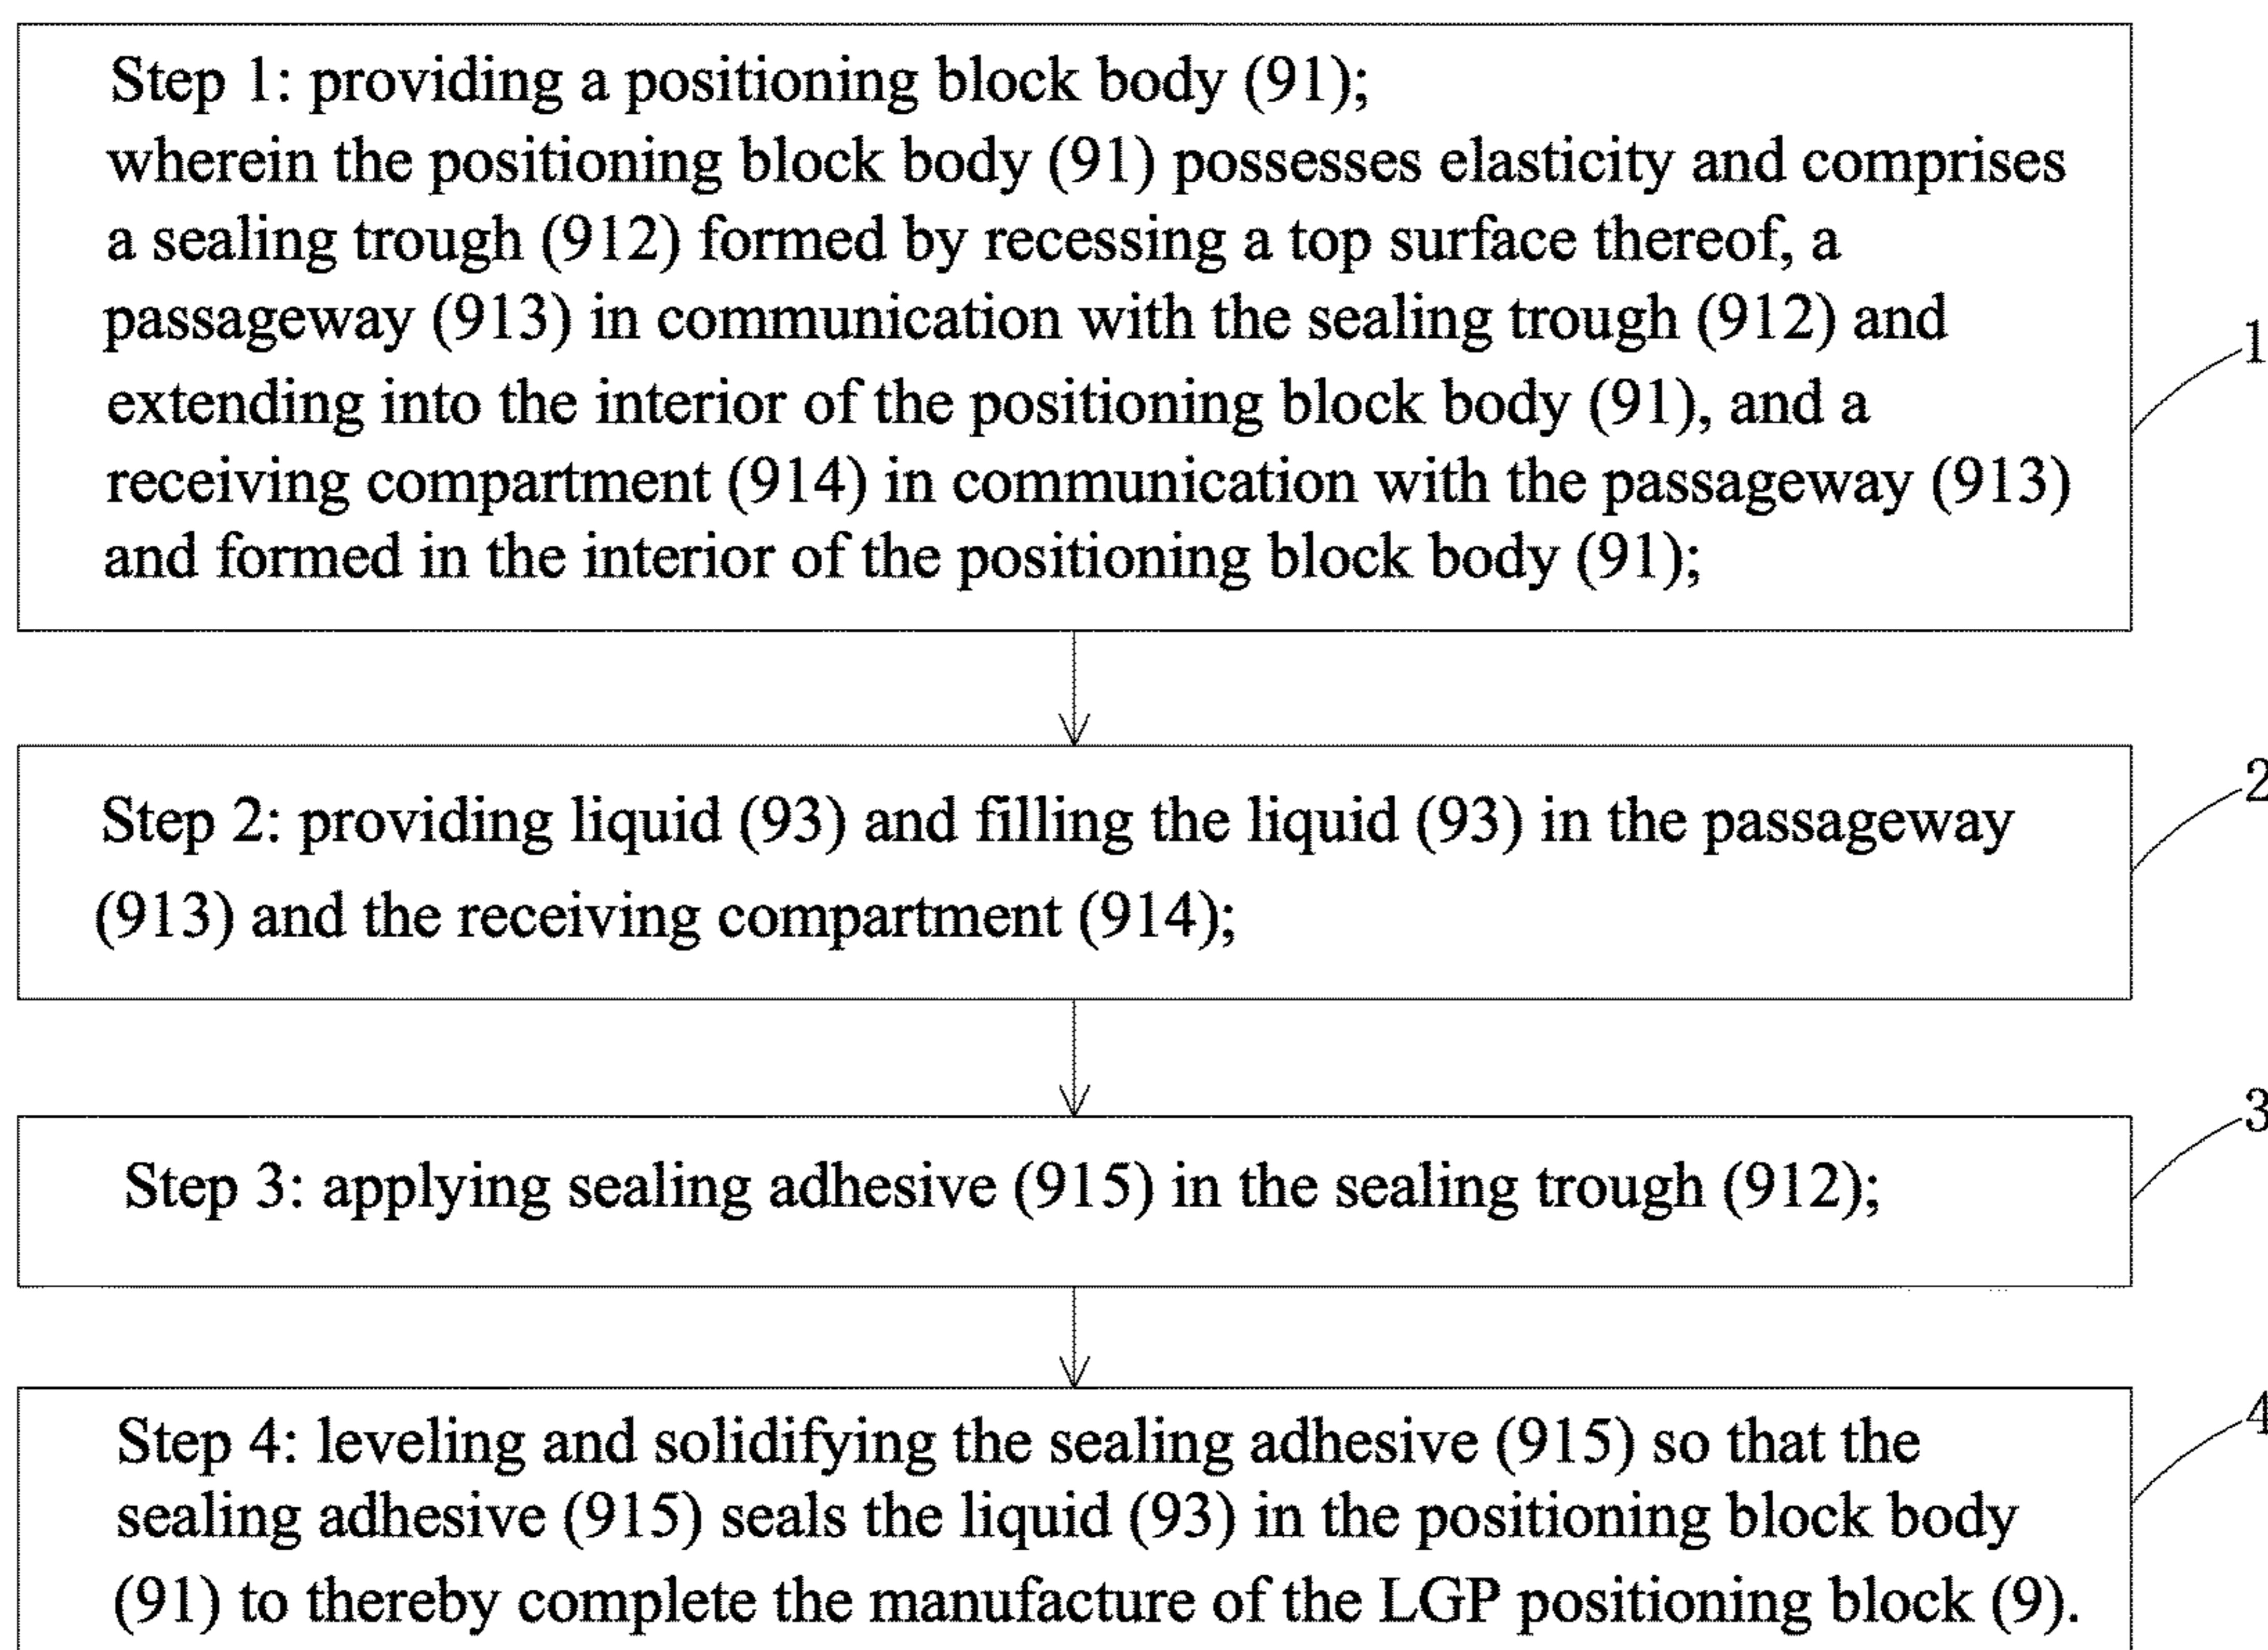 Step 1: providing a positioning block body (91);
wherein the positioning block body (91) possesses elasticity and comprises
a sealing trough (912) formed by recessing a top surface thereof, a
passageway (913) in communication with the sealing trough (912) and
extending into the interior of the positioning block body (91), and a
receiving compartment (914) in communication with the passageway (913)
and formed in the interior of the positioning block body (91);
1
Step 2: providing liquid (93) and filling the liquid (93) in the passageway
(913) and the receiving compartment (914);
2
Step 3: applying sealing adhesive (915) in the sealing trough (912);
3
Step 4: leveling and solidifying the sealing adhesive (915) so that the
sealing adhesive (915) seals the liquid (93) in the positioning block body
(91) to thereby complete the manufacture of the LGP positioning block (9).
4